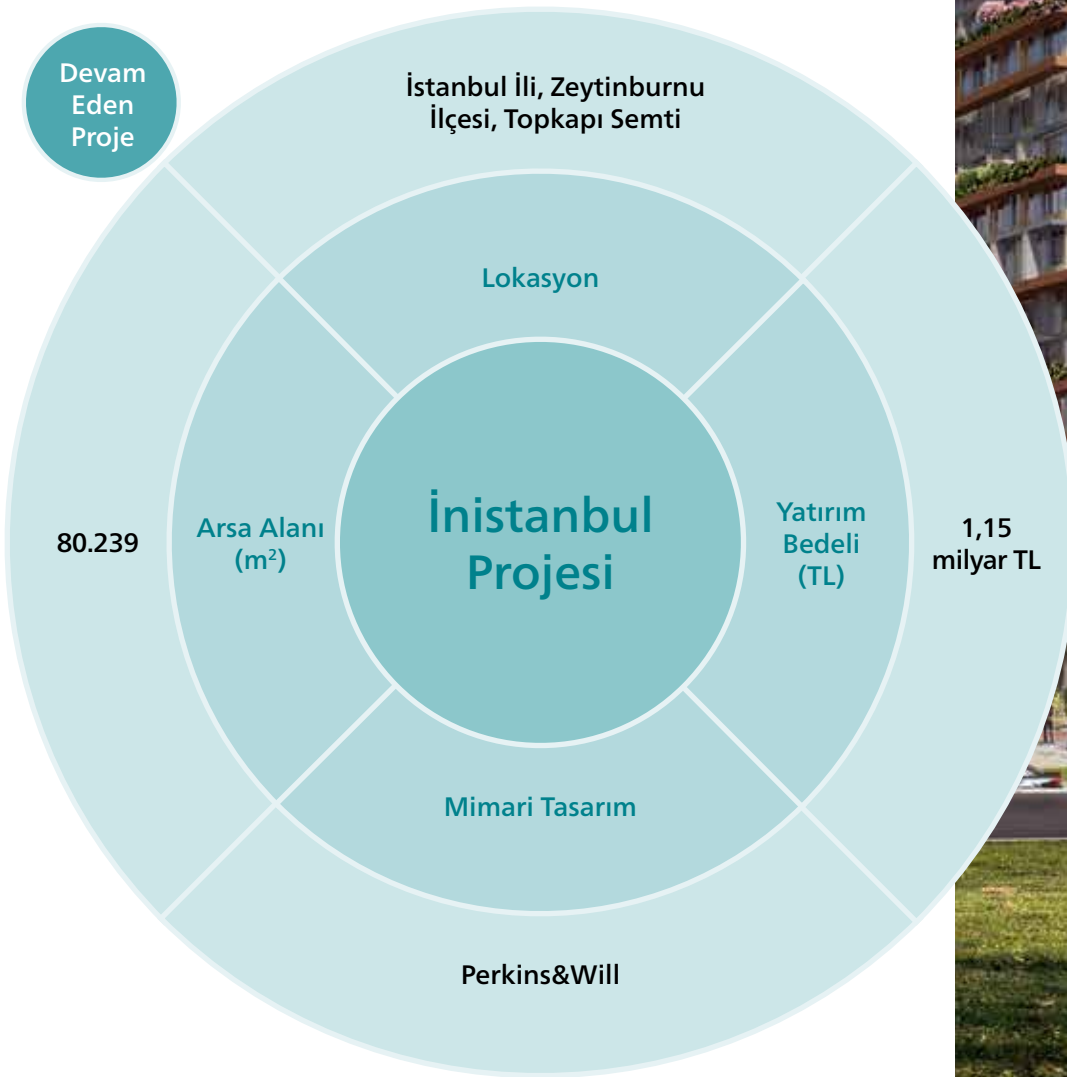 Devam
Eden
Proje
İstanbul İli, Zeytinburnu
İlçesi, Topkapı Semti
Lokasyon
80.239
Arsa Alanı
(m²)
İnistanbul
Projesi
Yatırım
Bedeli
(TL)
1,15
milyar TL
Mimari Tasarım
Perkins&Will